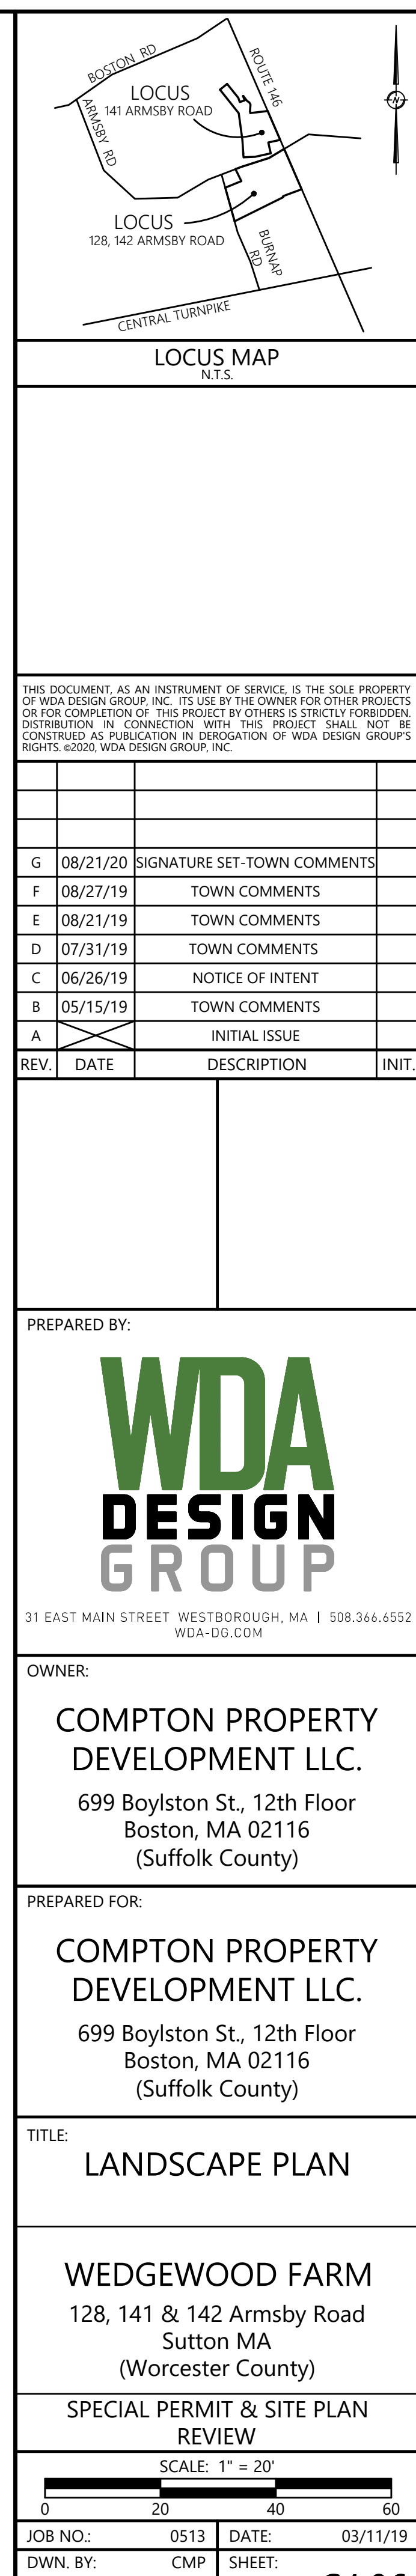 BOSTON RD
ROUTE 146
LOCUS
141 ARMSBY ROAD
ARMSBY RD
N
LOCUS
128, 142 ARMSBY ROAD
BURNAP RD
CENTRAL TURNPIKE
LOCUS MAP
N.T.S.
THIS DOCUMENT, AS AN INSTRUMENT OF SERVICE, IS THE SOLE PROPERTY
OF WDA DESIGN GROUP, INC. ITS USE BY THE OWNER FOR OTHER PROJECTS
OR FOR COMPLETION OF THIS PROJECT BY OTHERS IS STRICTLY FORBIDDEN.
DISTRIBUTION IN CONNECTION WITH THIS PROJECT SHALL NOT BE
CONSTRUED AS PUBLICATION IN DEROGATION OF WDA DESIGN GROUP'S
RIGHTS. ©2020, WDA DESIGN GROUP, INC.
G 08/21/20 SIGNATURE SET-TOWN COMMENTS
F 08/27/19 TOWN COMMENTS
E 08/21/19 TOWN COMMENTS
D 07/31/19 TOWN COMMENTS
C 06/26/19 NOTICE OF INTENT
B 05/15/19 TOWN COMMENTS
A INITIAL ISSUE
REV. DATE DESCRIPTION INIT.
PREPARED BY:
WDA
DESIGN
GROUP
31 EAST MAIN STREET WESTBOROUGH, MA | 508.366.6552
WDA-DG.COM
OWNER:
COMPTON PROPERTY
DEVELOPMENT LLC.
699 Boylston St., 12th Floor
Boston, MA 02116
(Suffolk County)
PREPARED FOR:
COMPTON PROPERTY
DEVELOPMENT LLC.
699 Boylston St., 12th Floor
Boston, MA 02116
(Suffolk County)
TITLE:
LANDSCAPE PLAN
WEDGEWOOD FARM
128, 141 & 142 Armsby Road
Sutton MA
(Worcester County)
SPECIAL PERMIT & SITE PLAN
REVIEW
SCALE: 1" = 20'
0 20 40 60
JOB NO.: 0513 DATE: 03/11/19
DWN. BY: CMP SHEET: